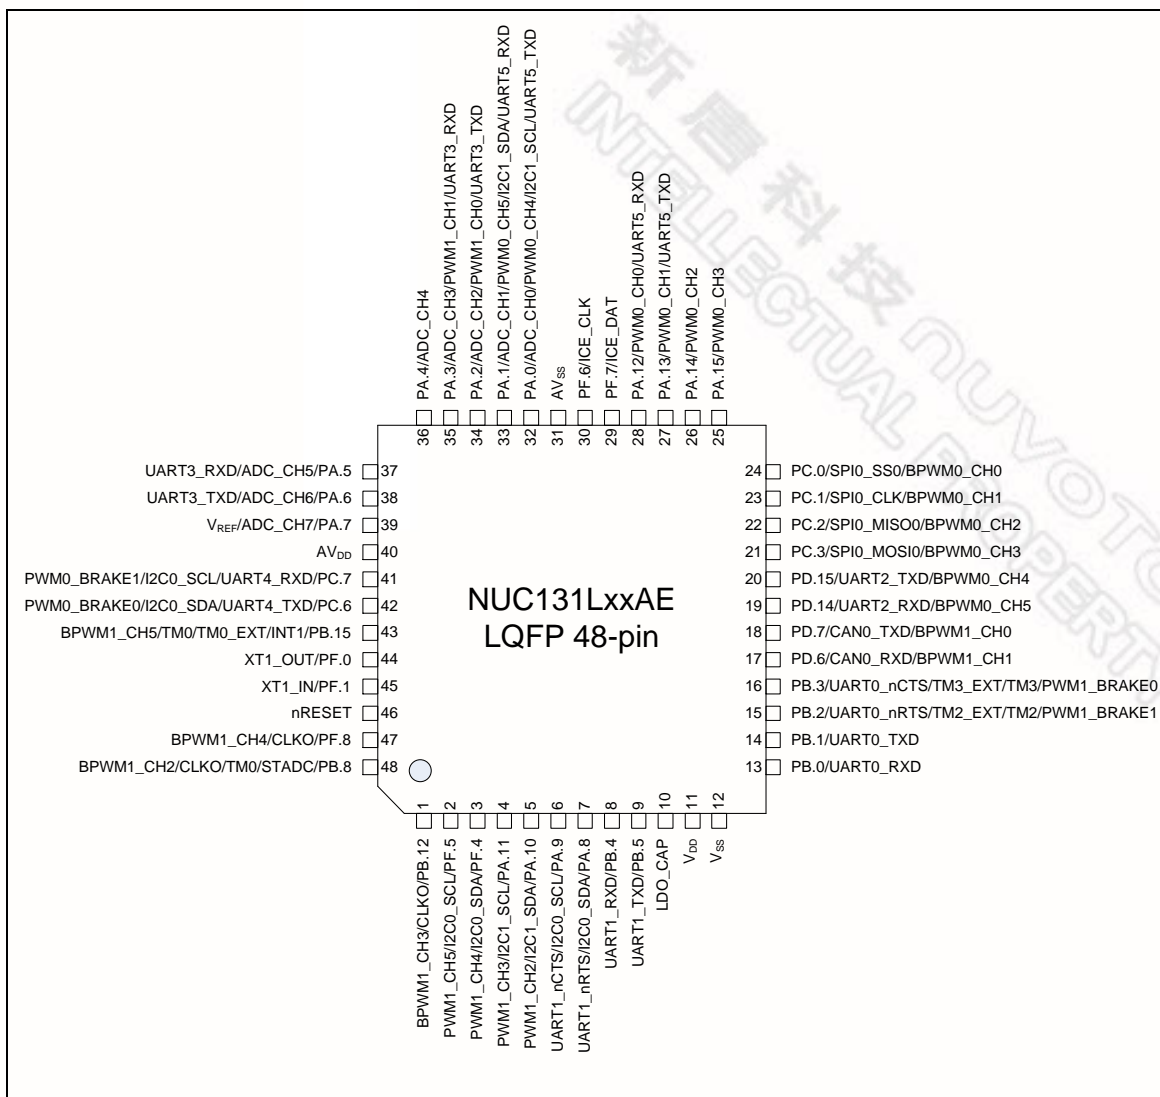 新唐科技 nuvoTon
INTELLECTUAL PROPERTY
PA.4/ADC_CH4
PA.3/ADC_CH3/PWM1_CH1/UART3_RXD
PA.2/ADC_CH2/PWM1_CH0/UART3_TXD
PA.1/ADC_CH1/PWM0_CH5/I2C1_SDA/UART5_RXD
PA.0/ADC_CH0/PWM0_CH4/I2C1_SCL/UART5_TXD
AVSS
PF.6/ICE_CLK
PF.7/ICE_DAT
PA.12/PWM0_CH0/UART5_RXD
PA.13/PWM0_CH1/UART5_TXD
PA.14/PWM0_CH2
PA.15/PWM0_CH3
36
35
34
33
32
31
30
29
28
27
26
25
UART3_RXD/ADC_CH5/PA.5 37
UART3_TXD/ADC_CH6/PA.6 38
VREF/ADC_CH7/PA.7 39
AVDD 40
PWM0_BRAKE1/I2C0_SCL/UART4_RXD/PC.7 41
PWM0_BRAKE0/I2C0_SDA/UART4_TXD/PC.6 42
BPWM1_CH5/TM0/TM0_EXT/INT1/PB.15 43
XT1_OUT/PF.0 44
XT1_IN/PF.1 45
nRESET 46
BPWM1_CH4/CLKO/PF.8 47
BPWM1_CH2/CLKO/TM0/STADC/PB.8 48
NUC131LxxAE
LQFP 48-pin
24 PC.0/SPI0_SS0/BPWM0_CH0
23 PC.1/SPI0_CLK/BPWM0_CH1
22 PC.2/SPI0_MISO0/BPWM0_CH2
21 PC.3/SPI0_MOSI0/BPWM0_CH3
20 PD.15/UART2_TXD/BPWM0_CH4
19 PD.14/UART2_RXD/BPWM0_CH5
18 PD.7/CAN0_TXD/BPWM1_CH0
17 PD.6/CAN0_RXD/BPWM1_CH1
16 PB.3/UART0_nCTS/TM3_EXT/TM3/PWM1_BRAKE0
15 PB.2/UART0_nRTS/TM2_EXT/TM2/PWM1_BRAKE1
14 PB.1/UART0_TXD
13 PB.0/UART0_RXD
1
2
3
4
5
6
7
8
9
10
11
12
BPWM1_CH3/CLKO/PB.12
PWM1_CH5/I2C0_SCL/PF.5
PWM1_CH4/I2C0_SDA/PF.4
PWM1_CH3/I2C1_SCL/PA.11
PWM1_CH2/I2C1_SDA/PA.10
UART1_nCTS/I2C0_SCL/PA.9
UART1_nRTS/I2C0_SDA/PA.8
UART1_RXD/PB.4
UART1_TXD/PB.5
LDO_CAP
VDD
VSS